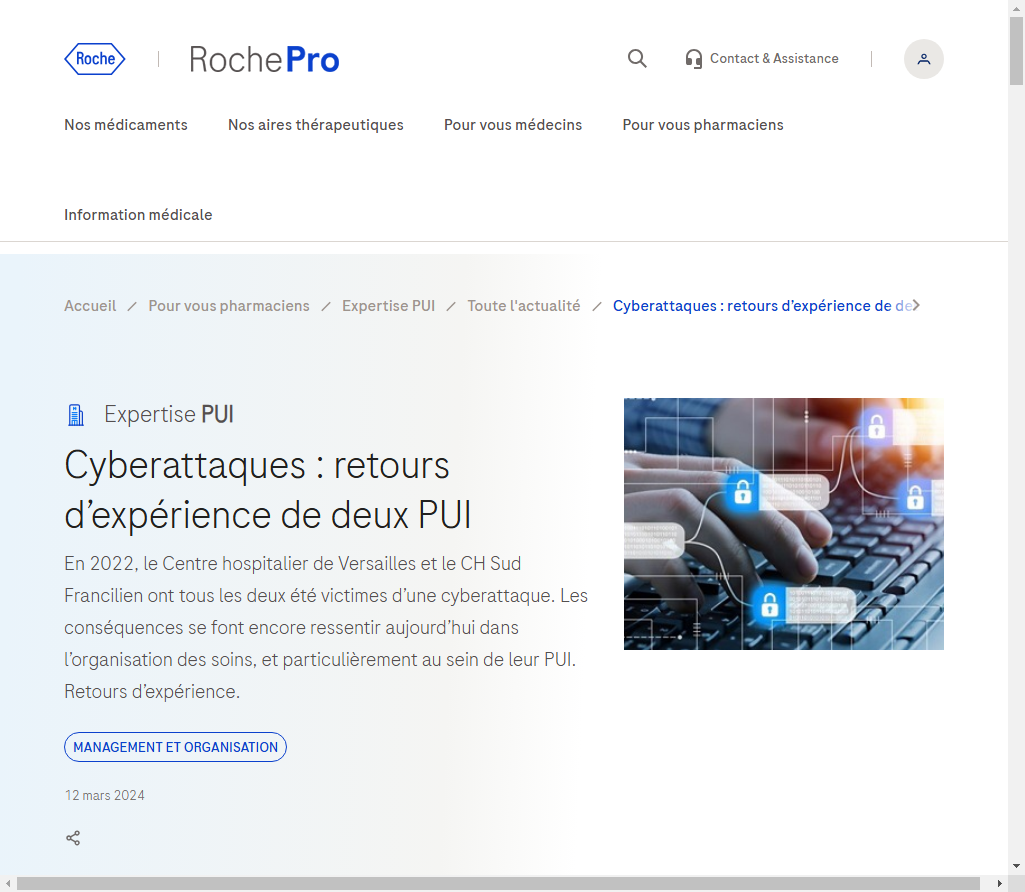 Roche
RochePro
Contact & Assistance
Nos médicaments
Nos aires thérapeutiques
Pour vous médecins
Pour vous pharmaciens
Information médicale
Accueil / Pour vous pharmaciens / Expertise PUI / Toute l'actualité / Cyberattaques : retours d’expérience de de
Expertise PUI
Cyberattaques : retours
d’expérience de deux PUI
En 2022, le Centre hospitalier de Versailles et le CH Sud
Francilien ont tous les deux été victimes d’une cyberattaque. Les
conséquences se font encore ressentir aujourd’hui dans
l’organisation des soins, et particulièrement au sein de leur PUI.
Retours d’expérience.
MANAGEMENT ET ORGANISATION
12 mars 2024